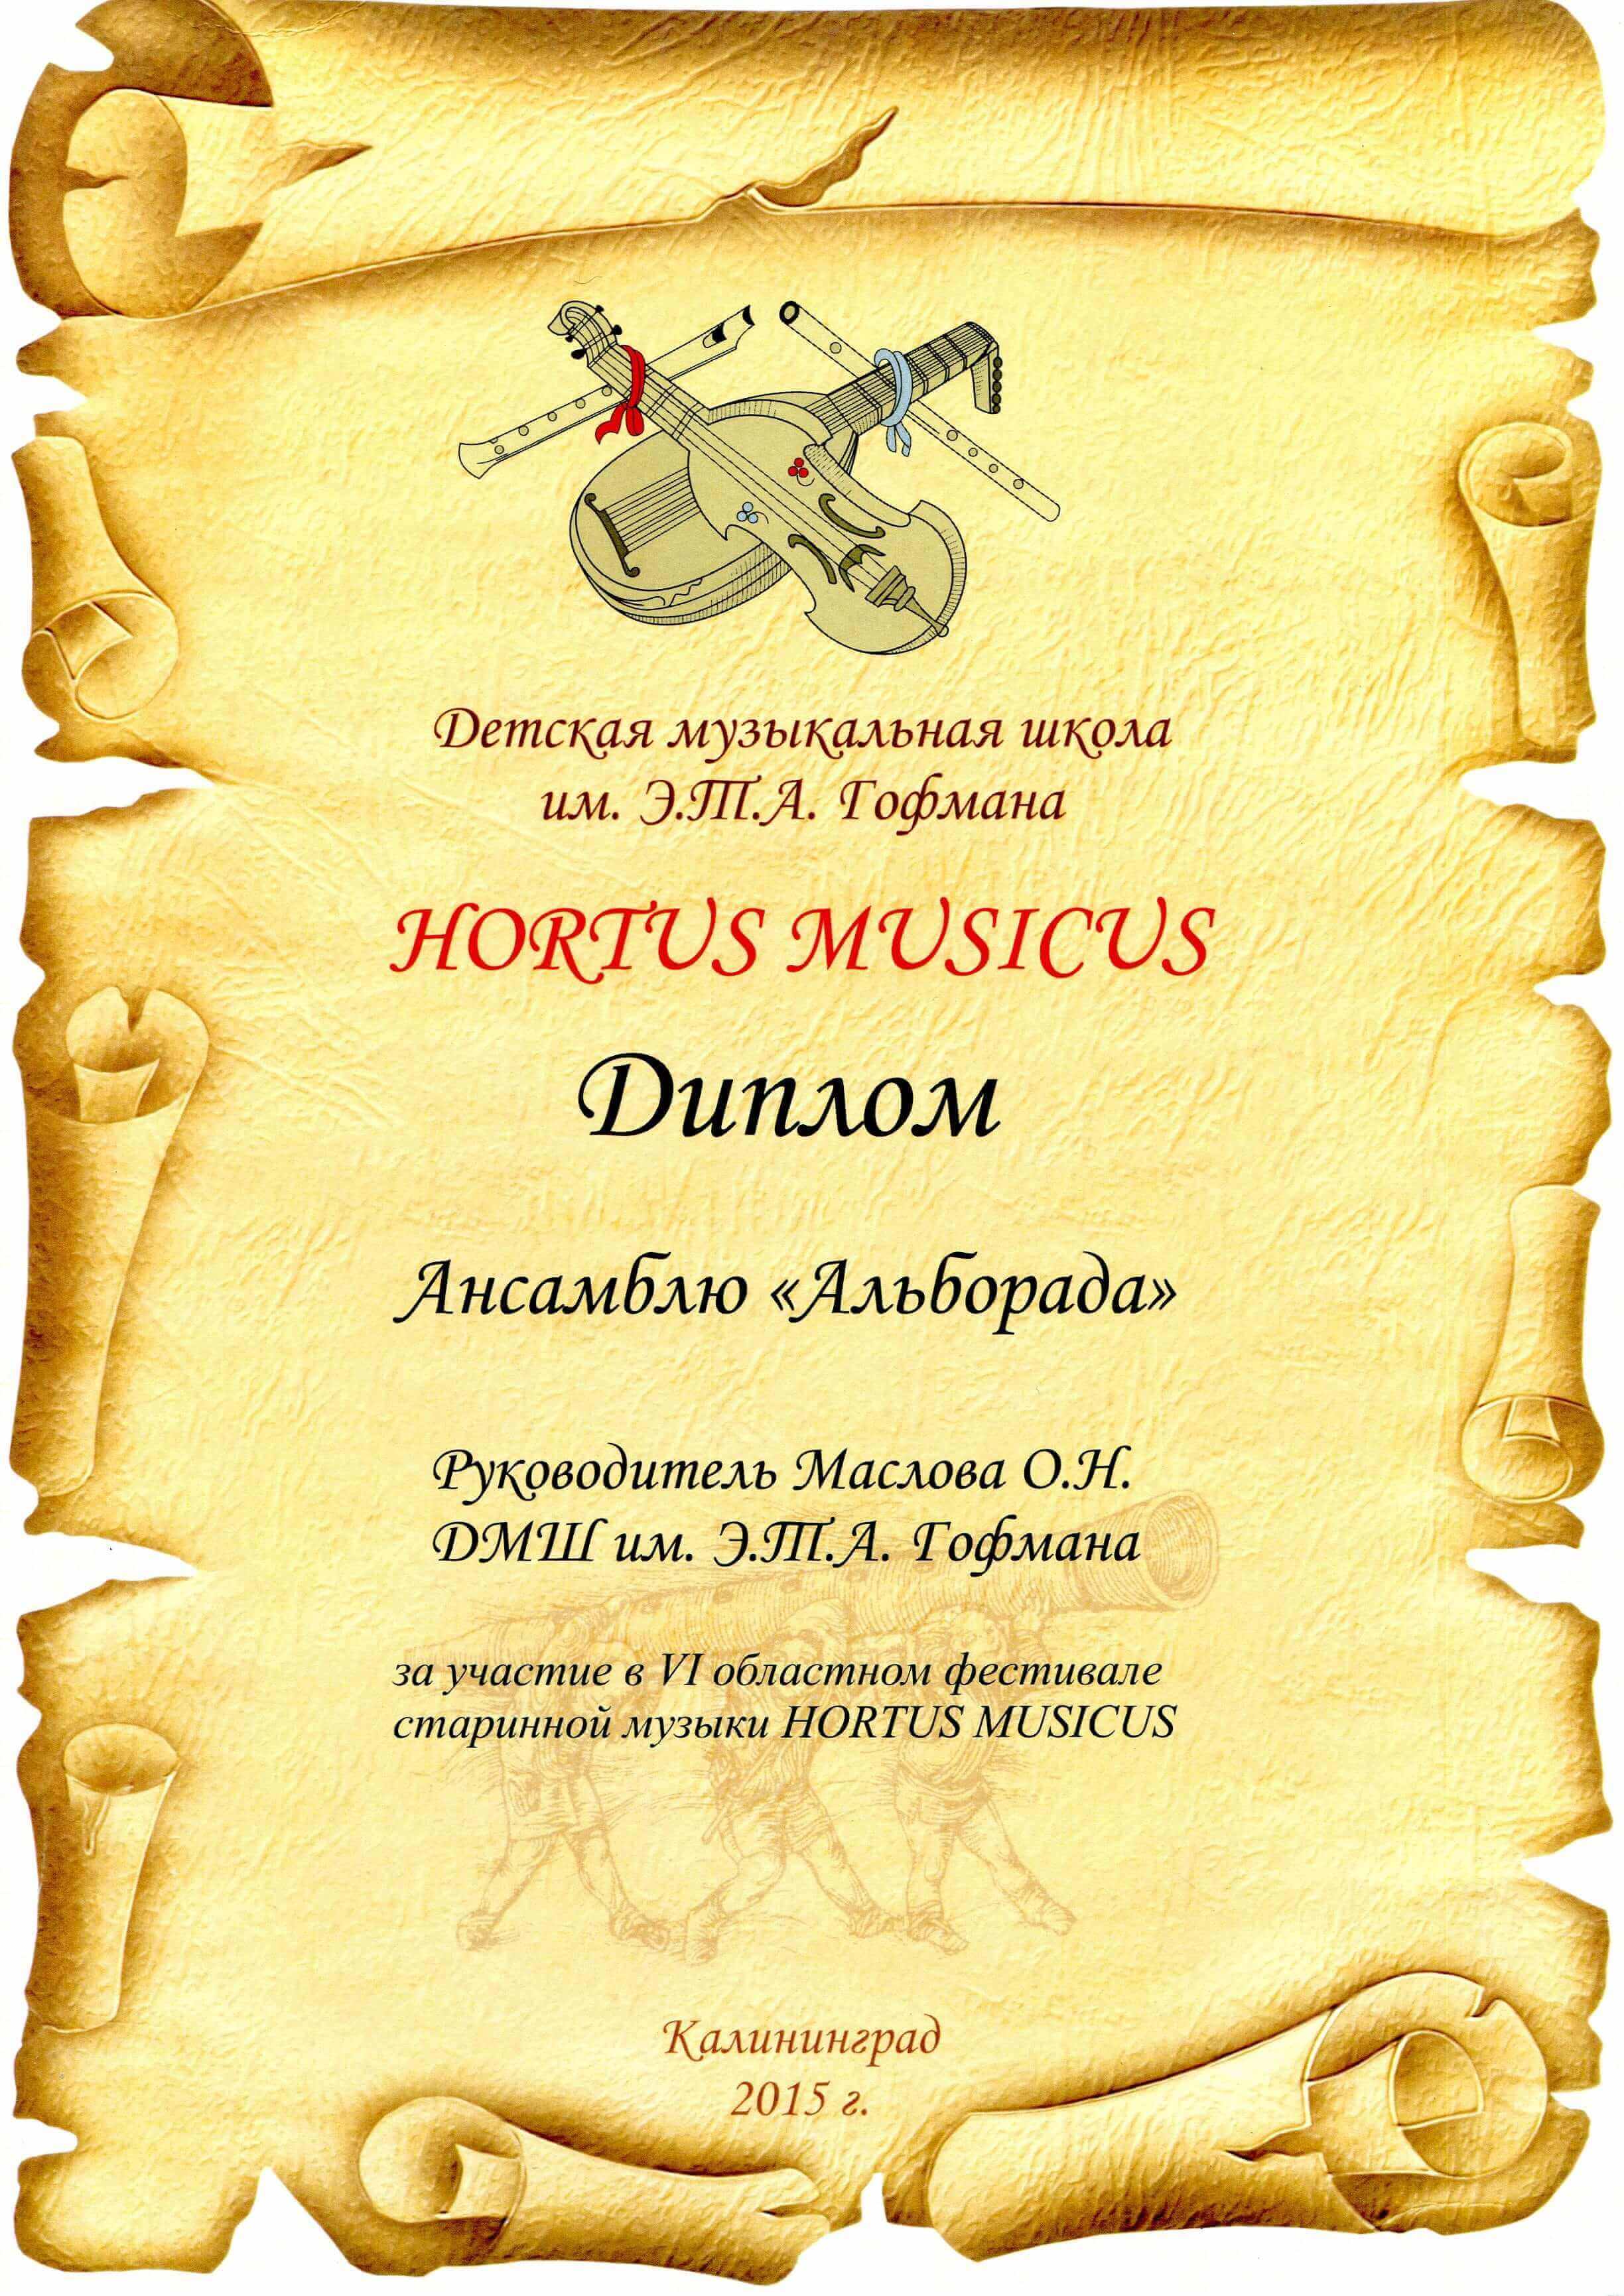 Детская музыкальная школа
им. Э.Т.А. Гофмана
HORTUS MUSICUS
Диплом
Ансамблю «Альборада»
Руководитель Маслова О.Н.
ДМШ им. Э.Т.А. Гофмана
за участие в VI областном фестивале
старинной музыки HORTUS MUSICUS
Калининград
2015 г.